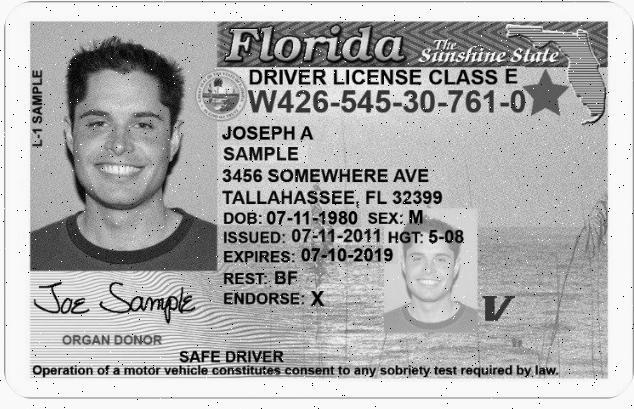 Florida The Sunshine State
DRIVER LICENSE CLASS E
W426-545-30-761-0
L-1 SAMPLE
JOSEPH A
SAMPLE
3456 SOMEWHERE AVE
TALLAHASSEE, FL 32399
DOB: 07-11-1980 SEX: M
ISSUED: 07-11-2011 HGT: 5-08
EXPIRES: 07-10-2019
REST: BF
ENDORSE: X
V
Joe Sample
ORGAN DONOR
SAFE DRIVER
Operation of a motor vehicle constitutes consent to any sobriety test required by law.